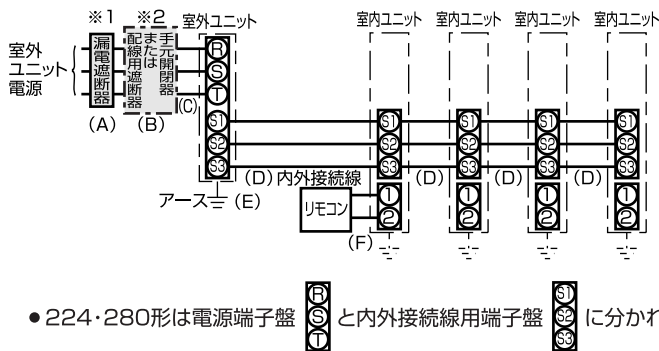 ※1
※2
室外ユニット
室内ユニット
室内ユニット
室内ユニット
室内ユニット
室外
ユニット
電源
漏電遮断器
手元開閉器
または
配線用遮断器
(A)
(B)
(C)
R
S
T
S1
S2
S3
S1
S2
S3
S1
S2
S3
S1
S2
S3
S1
S2
S3
(D) 内外接続線
(D)
(D)
(D)
アース
(E)
リモコン
(F)
1
2
1
2
1
2
1
2
●224・280形は電源端子盤 R S T と内外接続線用端子盤 S1 S2 S3 に分かれ